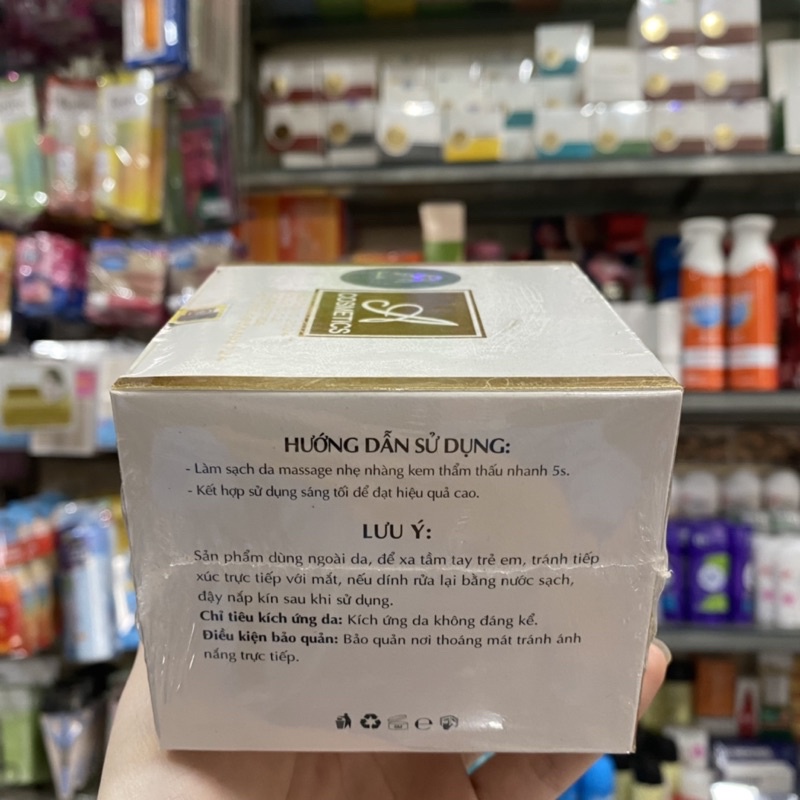 A
COSMETICS
HƯỚNG DẪN SỬ DỤNG:
- Làm sạch da massage nhẹ nhàng kem thẩm thấu nhanh 5s.
- Kết hợp sử dụng sáng tối để đạt hiệu quả cao.
LƯU Ý:
Sản phẩm dùng ngoài da, để xa tầm tay trẻ em, tránh tiếp
xúc trực tiếp với mắt, nếu dính rửa lại bằng nước sạch,
đậy nắp kín sau khi sử dụng.
Chỉ tiêu kích ứng da: Kích ứng da không đáng kể.
Điều kiện bảo quản: Bảo quản nơi thoáng mát tránh ánh
nắng trực tiếp.